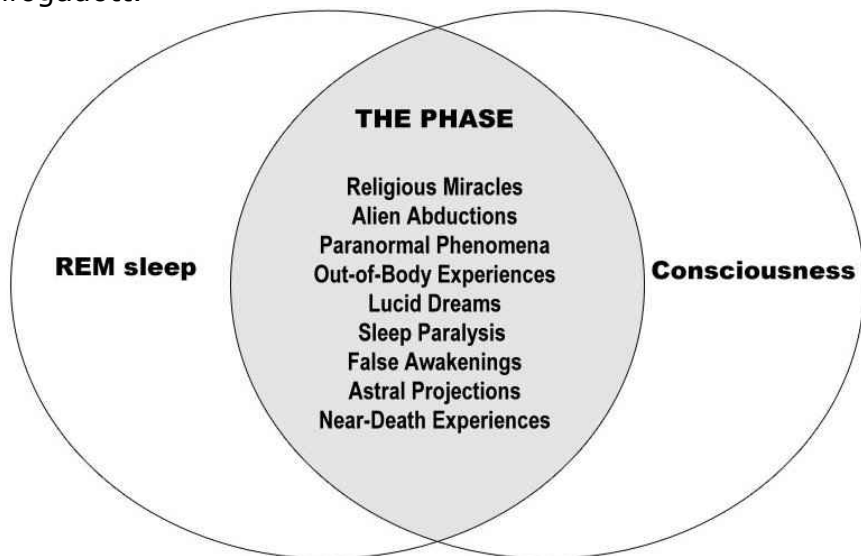 THE PHASE
Religious Miracles
Alien Abductions
Paranormal Phenomena
Out-of-Body Experiences
Lucid Dreams
Sleep Paralysis
False Awakenings
Astral Projections
Near-Death Experiences
REM sleep
Consciousness